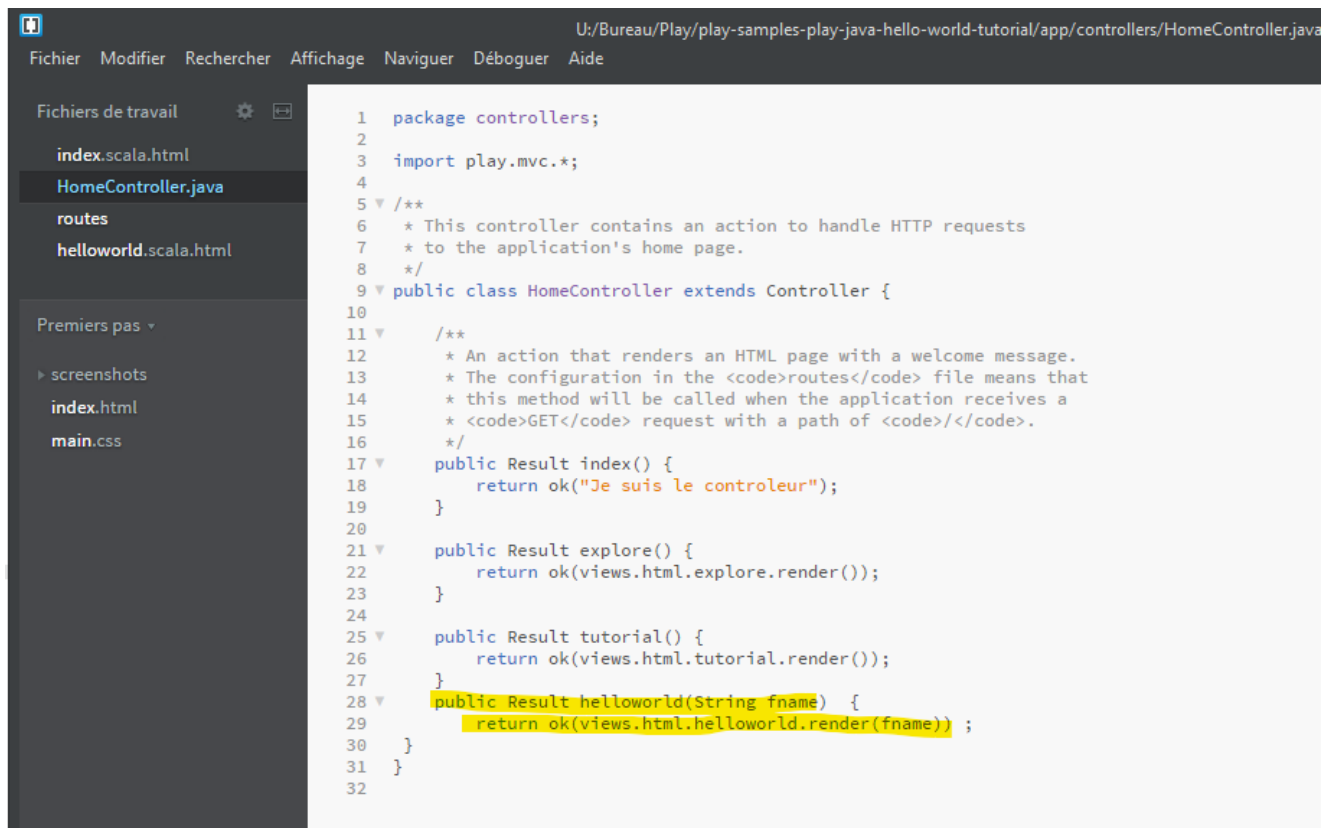 U:/Bureau/Play/play-samples-play-java-hello-world-tutorial/app/controllers/HomeController.java
Fichier Modifier Rechercher Affichage Naviguer Déboguer Aide
Fichiers de travail
index.scala.html
HomeController.java
routes
helloworld.scala.html
Premiers pas
screenshots
index.html
main.css
1 package controllers;
2
3 import play.mvc.*;
4
5 /**
6  * This controller contains an action to handle HTTP requests
7  * to the application's home page.
8  */
9 public class HomeController extends Controller {
10
11     /**
12      * An action that renders an HTML page with a welcome message.
13      * The configuration in the <code>routes</code> file means that
14      * this method will be called when the application receives a
15      * <code>GET</code> request with a path of <code>/</code>.
16      */
17     public Result index() {
18         return ok("Je suis le controleur");
19     }
20
21     public Result explore() {
22         return ok(views.html.explore.render());
23     }
24
25     public Result tutorial() {
26         return ok(views.html.tutorial.render());
27     }
28     public Result helloworld(String fname)  {
29         return ok(views.html.helloworld.render(fname)) ;
30  }
31 }
32